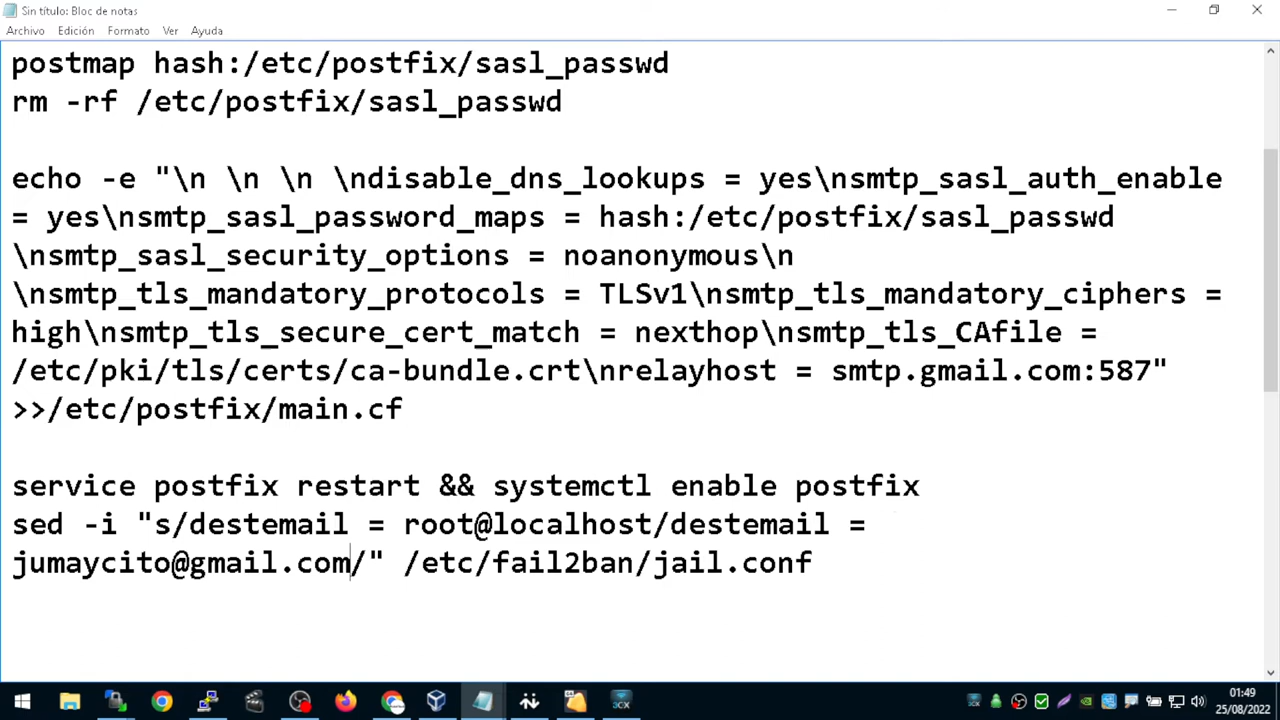 Sin título: Bloc de notas
Archivo Edición Formato Ver Ayuda
postmap hash:/etc/postfix/sasl_passwd
rm -rf /etc/postfix/sasl_passwd
echo -e "\n \n \n \ndisable_dns_lookups = yes\nsmtp_sasl_auth_enable
= yes\nsmtp_sasl_password_maps = hash:/etc/postfix/sasl_passwd
\nsmtp_sasl_security_options = noanonymous\n
\nsmtp_tls_mandatory_protocols = TLSv1\nsmtp_tls_mandatory_ciphers =
high\nsmtp_tls_secure_cert_match = nexthop\nsmtp_tls_CAfile =
/etc/pki/tls/certs/ca-bundle.crt\nrelayhost = smtp.gmail.com:587"
>>/etc/postfix/main.cf
service postfix restart && systemctl enable postfix
sed -i "s/destemail = root@localhost/destemail =
jumaycito@gmail.com/" /etc/fail2ban/jail.conf
3CX
01:49
25/08/2022